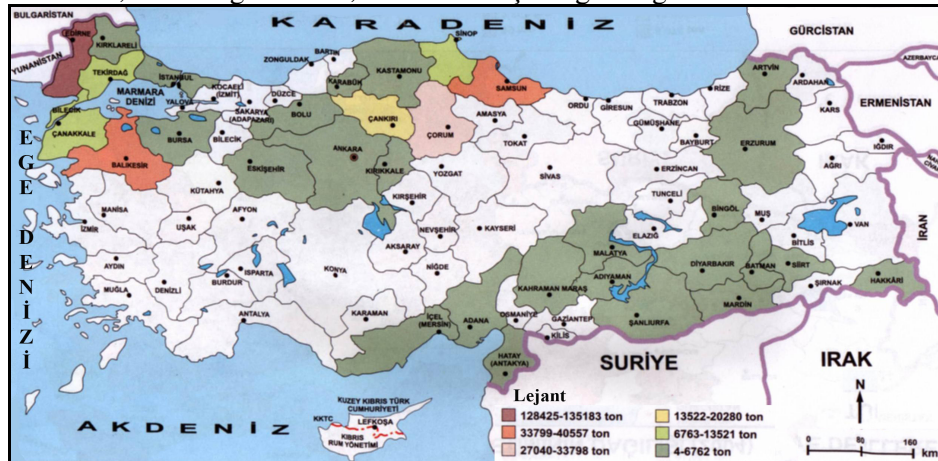 KARADENİZ
BULGARİSTAN
GÜRCİSTAN
YUNANİSTAN
EDİRNE
KIRKLARELİ
TEKİRDAĞ
İSTANBUL
MARMARA
DENİZİ
YALOVA
KOCAELİ
(İZMİT)
SAKARYA
(ADAPAZARI)
DÜZCE
ZONGULDAK
BARTIN
KARABÜK
BOLU
KASTAMONU
SİNOP
SAMSUN
ÇANKIRI
ÇORUM
AMASYA
TOKAT
ORDU
GİRESUN
TRABZON
RİZE
ARTVİN
ARDAHAN
KARS
ERMENİSTAN
IĞDIR
AĞRI
GÜMÜŞHANE
BAYBURT
ERZURUM
ERZİNCAN
TUNCELİ
BİNGÖL
MUŞ
VAN
BİTLİS
İRAN
BİLECİK
ÇANAKKALE
BALIKESİR
BURSA
BİLECİK
ESKİŞEHİR
ANKARA
KIRIKKALE
YOZGAT
SİVAS
KÜTAHYA
KIRŞEHİR
NEVŞEHİR
KAYSERİ
AKSARAY
NİĞDE
MANİSA
İZMİR
UŞAK
AFYON
AYDIN
DENİZLİ
MUĞLA
BURDUR
ISPARTA
KONYA
ANTALYA
KARAMAN
İÇEL
(MERSİN)
ADANA
OSMANİYE
HATAY
(ANTAKYA)
KAHRAMAN MARAŞ
GAZİANTEP
KİLİS
MALATYA
ADIYAMAN
ELAZIĞ
ŞANLIURFA
DİYARBAKIR
BATMAN
SİİRT
MARDİN
ŞIRNAK
HAKKÂRİ
EGE DENİZİ
SURİYE
IRAK
AKDENİZ
KUZEY KIBRIS TÜRK
CUMHURİYETİ
KKTC
LEFKOŞA
KIBRIS
RUM YÖNETİMİ
Lejant
128425-135183 ton
33799-40557 ton
27040-33798 ton
13522-20280 ton
6763-13521 ton
4-6762 ton
N
0 80 160
km